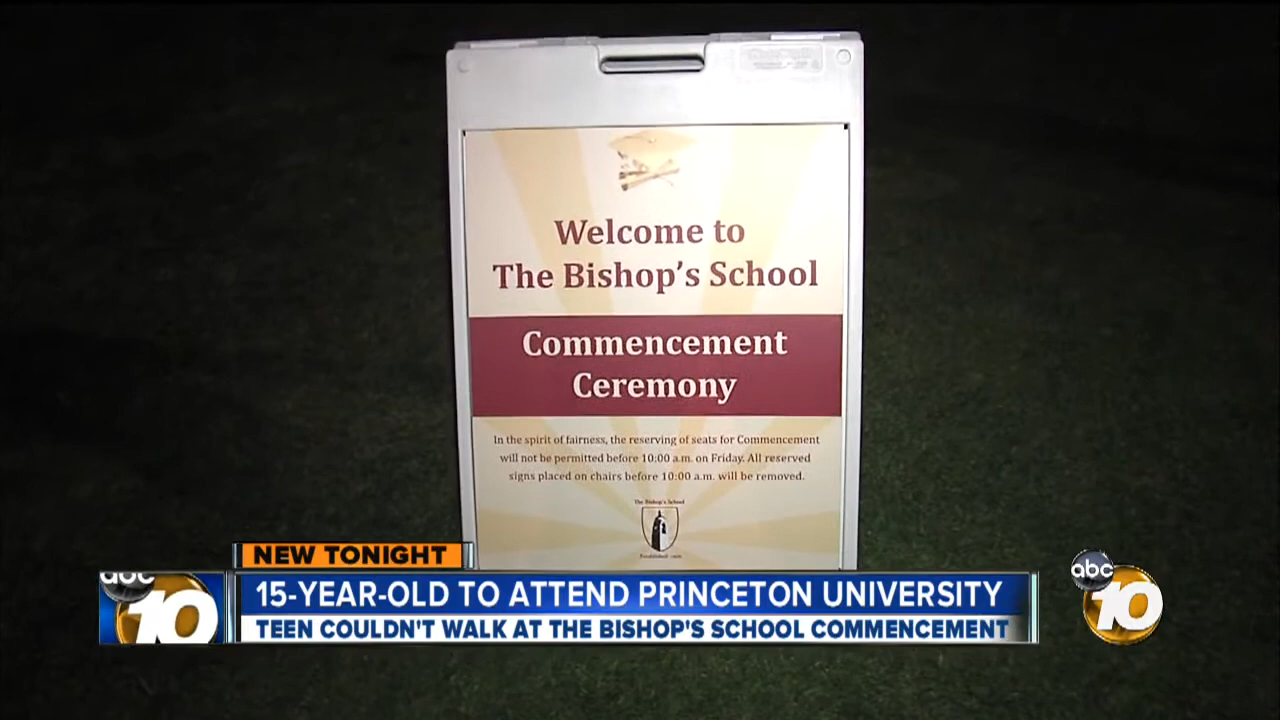 Welcome to
The Bishop's School
Commencement
Ceremony
In the spirit of fairness, the reserving of seats for Commencement
will not be permitted before 10:00 a.m. on Friday. All reserved
signs placed on chairs before 10:00 a.m. will be removed.
The Bishop's School
Established
NEW TONIGHT
abc
10
15-YEAR-OLD TO ATTEND PRINCETON UNIVERSITY
TEEN COULDN'T WALK AT THE BISHOP'S SCHOOL COMMENCEMENT
abc
10